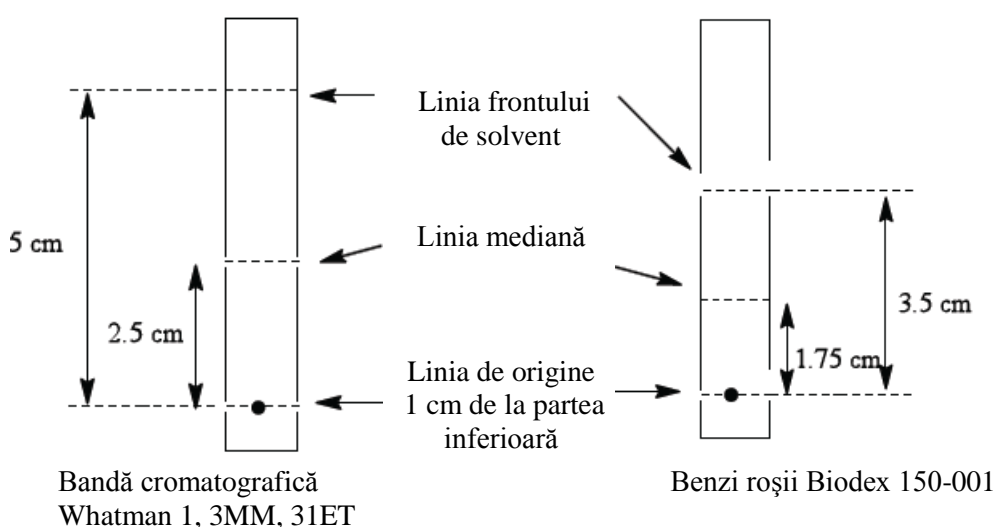 Linia frontului
de solvent
Linia mediană
5 cm
2.5 cm
3.5 cm
1.75 cm
Linia de origine
1 cm de la partea
inferioară
Bandă cromatografică
Whatman 1, 3MM, 31ET
Benzi roşii Biodex 150-001